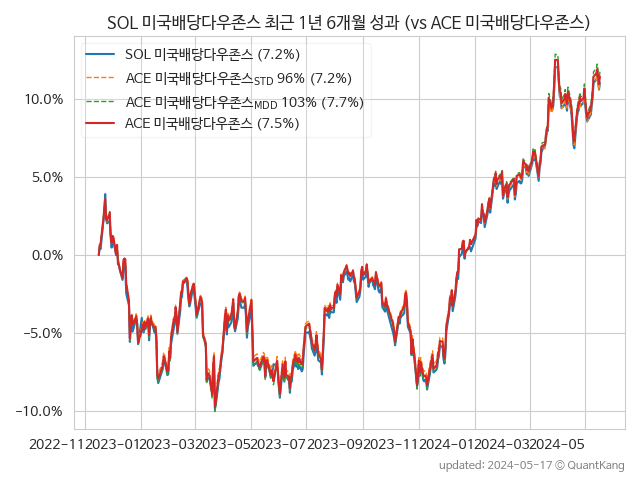 SOL 미국배당다우존스 최근 1년 6개월 성과 (vs ACE 미국배당다우존스)
SOL 미국배당다우존스 (7.2%)
ACE 미국배당다우존스STD 96% (7.2%)
ACE 미국배당다우존스MDD 103% (7.7%)
ACE 미국배당다우존스 (7.5%)
10.0%
5.0%
0.0%
−5.0%
−10.0%
2022-11 2023-01 2023-03 2023-05 2023-07 2023-09 2023-11 2024-01 2024-03 2024-05
updated: 2024-05-17 © QuantKang